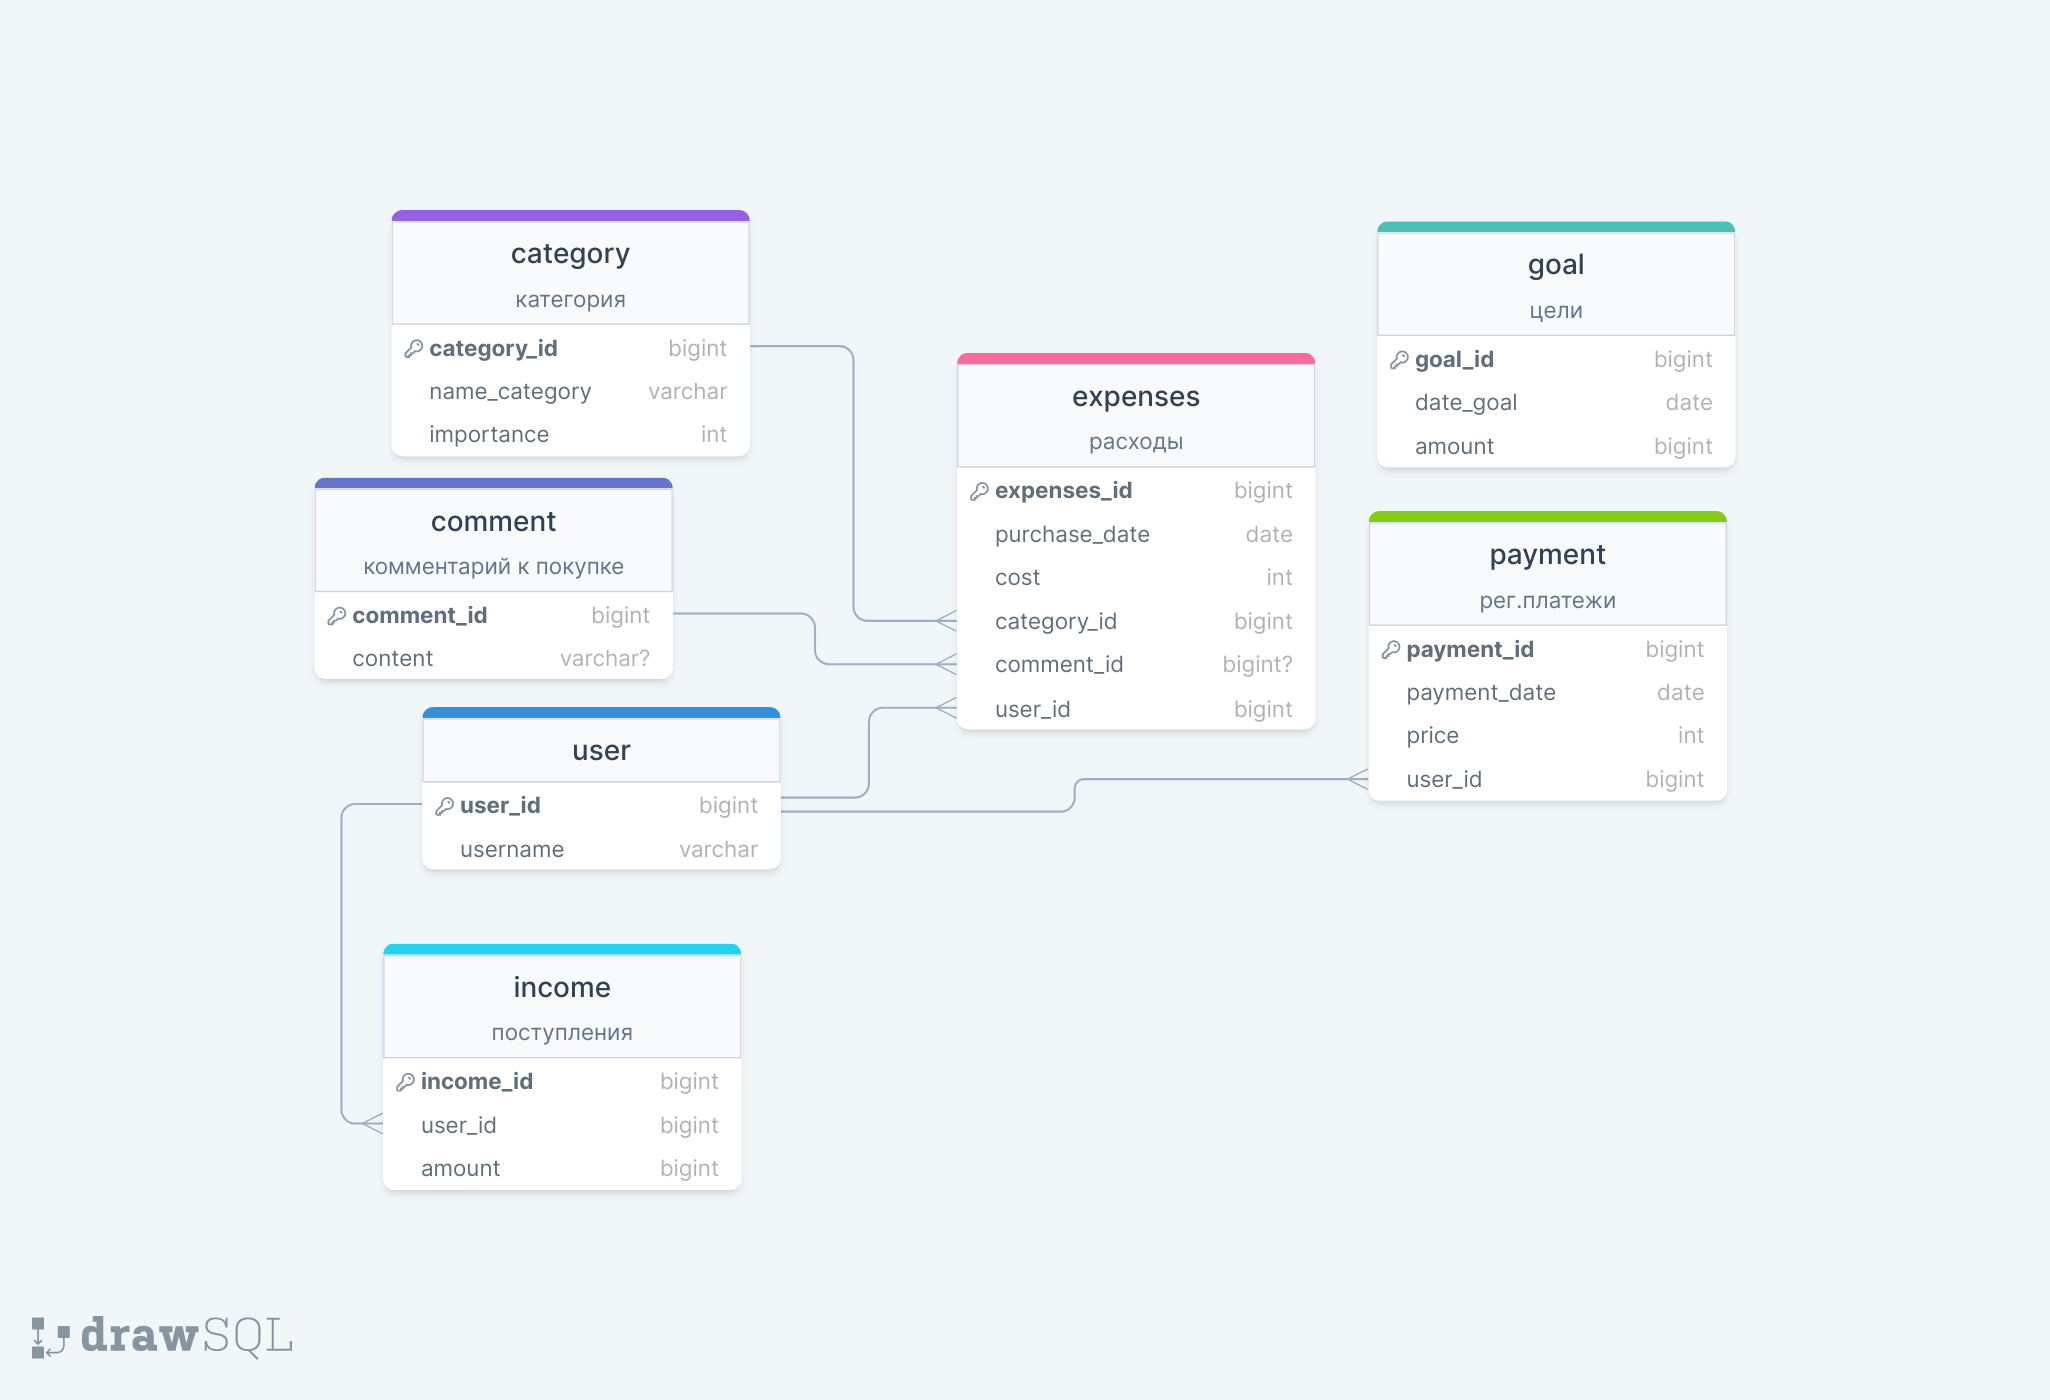 category
категория
category_id bigint
name_category varchar
importance int
comment
комментарий к покупке
comment_id bigint
content varchar?
user
user_id bigint
username varchar
income
поступления
income_id bigint
user_id bigint
amount bigint
expenses
расходы
expenses_id bigint
purchase_date date
cost int
category_id bigint
comment_id bigint?
user_id bigint
goal
цели
goal_id bigint
date_goal date
amount bigint
payment
рег.платежи
payment_id bigint
payment_date date
price int
user_id bigint
drawSQL